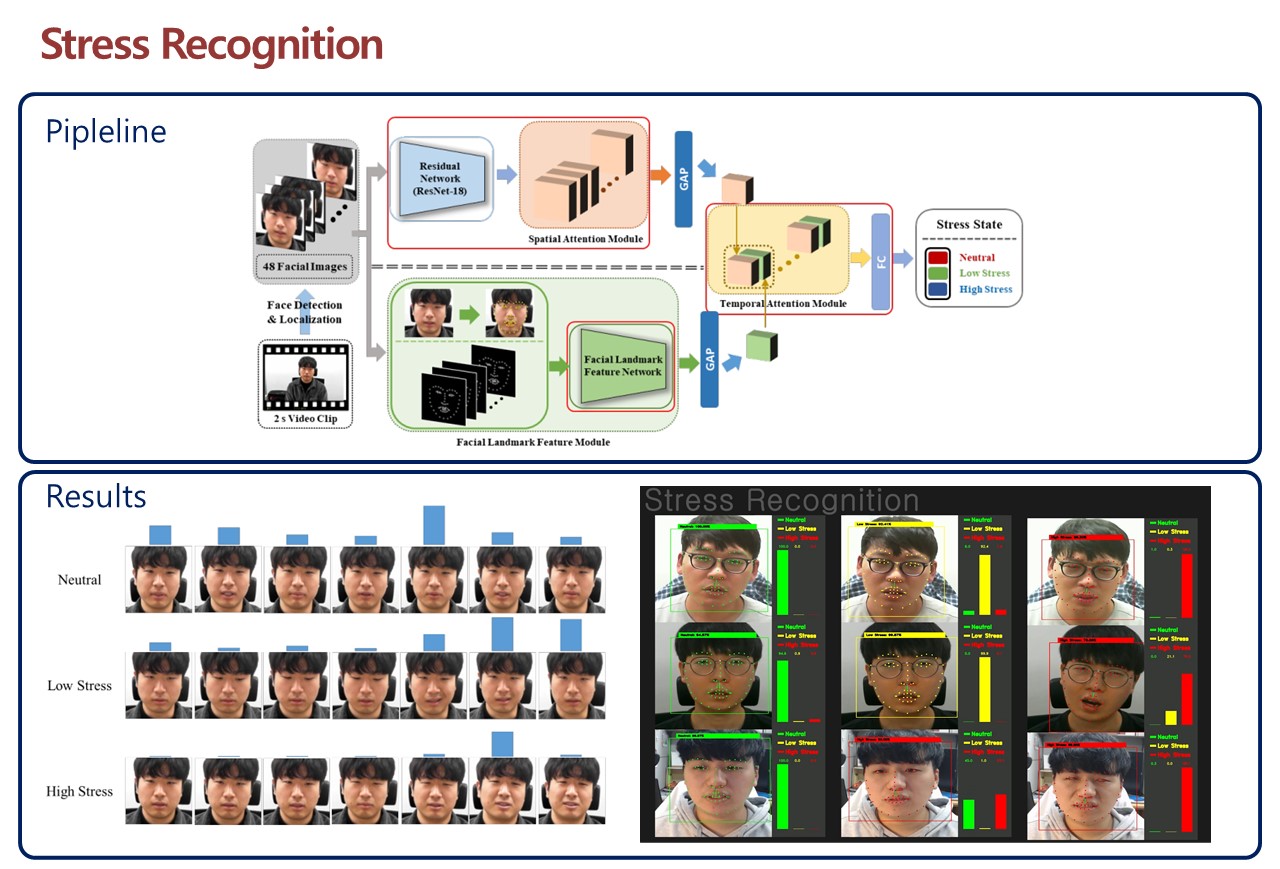 Stress Recognition
Pipleline
48 Facial Images
Face Detection
& Localization
2 s Video Clip
Residual
Network
(ResNet-18)
Spatial Attention Module
GAP
Facial Landmark
Feature Network
Facial Landmark Feature Module
GAP
Temporal Attention Module
FC
Stress State
Neutral
Low Stress
High Stress
Results
Neutral
Low Stress
High Stress
Stress Recognition
Neutral
Low Stress
High Stress
Neutral
Low Stress
High Stress
Neutral
Low Stress
High Stress
Neutral
Low Stress
High Stress
Neutral
Low Stress
High Stress
Neutral
Low Stress
High Stress
Neutral
Low Stress
High Stress
Neutral
Low Stress
High Stress
Neutral
Low Stress
High Stress